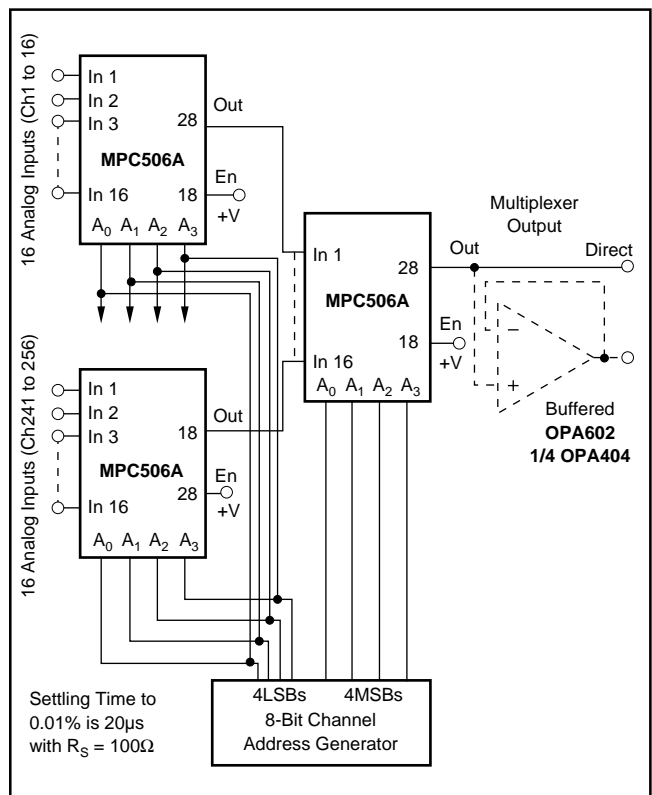 16 Analog Inputs (Ch1 to 16)
In 1
In 2
In 3
In 16
MPC506A
28
Out
18
En
+V
A0 A1 A2 A3
16 Analog Inputs (Ch241 to 256)
In 1
In 2
In 3
In 16
MPC506A
18
Out
28
En
+V
A0 A1 A2 A3
In 1
In 16
MPC506A
28
Out
18
En
+V
A0 A1 A2 A3
Multiplexer
Output
Direct
–
+
Buffered
OPA602
1/4 OPA404
4LSBs 4MSBs
8-Bit Channel
Address Generator
Settling Time to
0.01% is 20µs
with RS = 100Ω